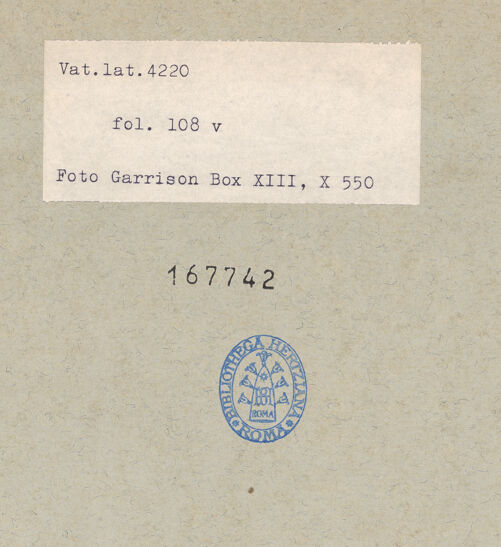 Vat.lat.4220
fol. 108 v
Foto Garrison Box XIII, X 550
167742
BIBLIOTHECA HERTZIANA
ROMA
ROMA